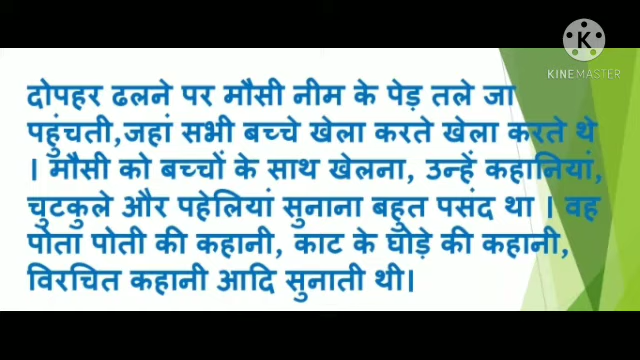 K
KINEMASTER
दोपहर ढलने पर मौसी नीम के पेड़ तले जा
पहुंचती,जहां सभी बच्चे खेला करते खेला करते थे
। मौसी को बच्चों के साथ खेलना, उन्हें कहानियां,
चुटकुले और पहेलियां सुनाना बहुत पसंद था । वह
पोता पोती की कहानी, काट के घोड़े की कहानी,
विरचित कहानी आदि सुनाती थी।